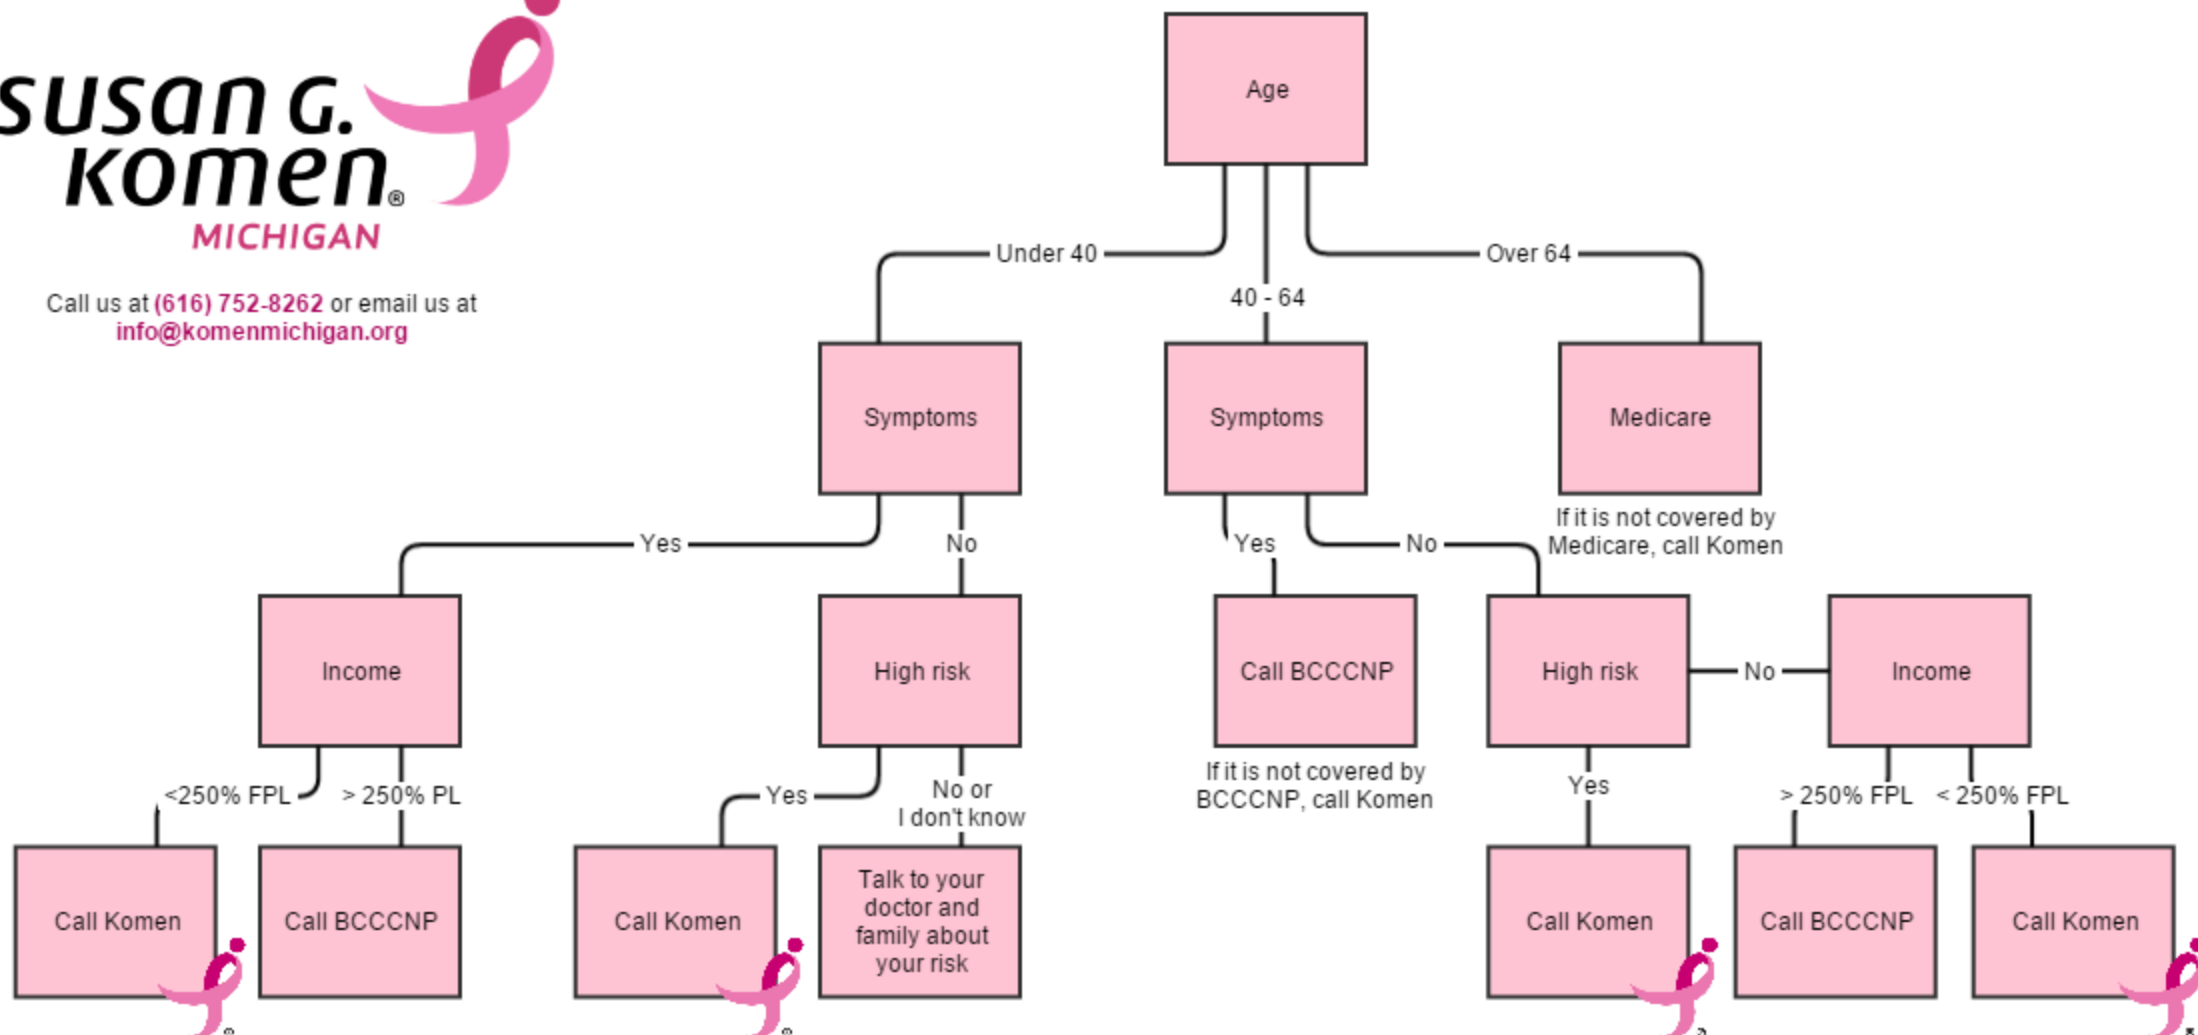 susan G.
komen®
MICHIGAN
Call us at (616) 752-8262 or email us at
info@komenmichigan.org
Age
Under 40
40 - 64
Over 64
Symptoms
Symptoms
Medicare
If it is not covered by
Medicare, call Komen
Yes
No
Yes
No
Income
High risk
Call BCCCNP
If it is not covered by
BCCCNP, call Komen
High risk
No
Income
<250% FPL
> 250% PL
Yes
No or
I don't know
Yes
> 250% FPL
< 250% FPL
Call Komen
Call BCCCNP
Call Komen
Talk to your
doctor and
family about
your risk
Call Komen
Call BCCCNP
Call Komen